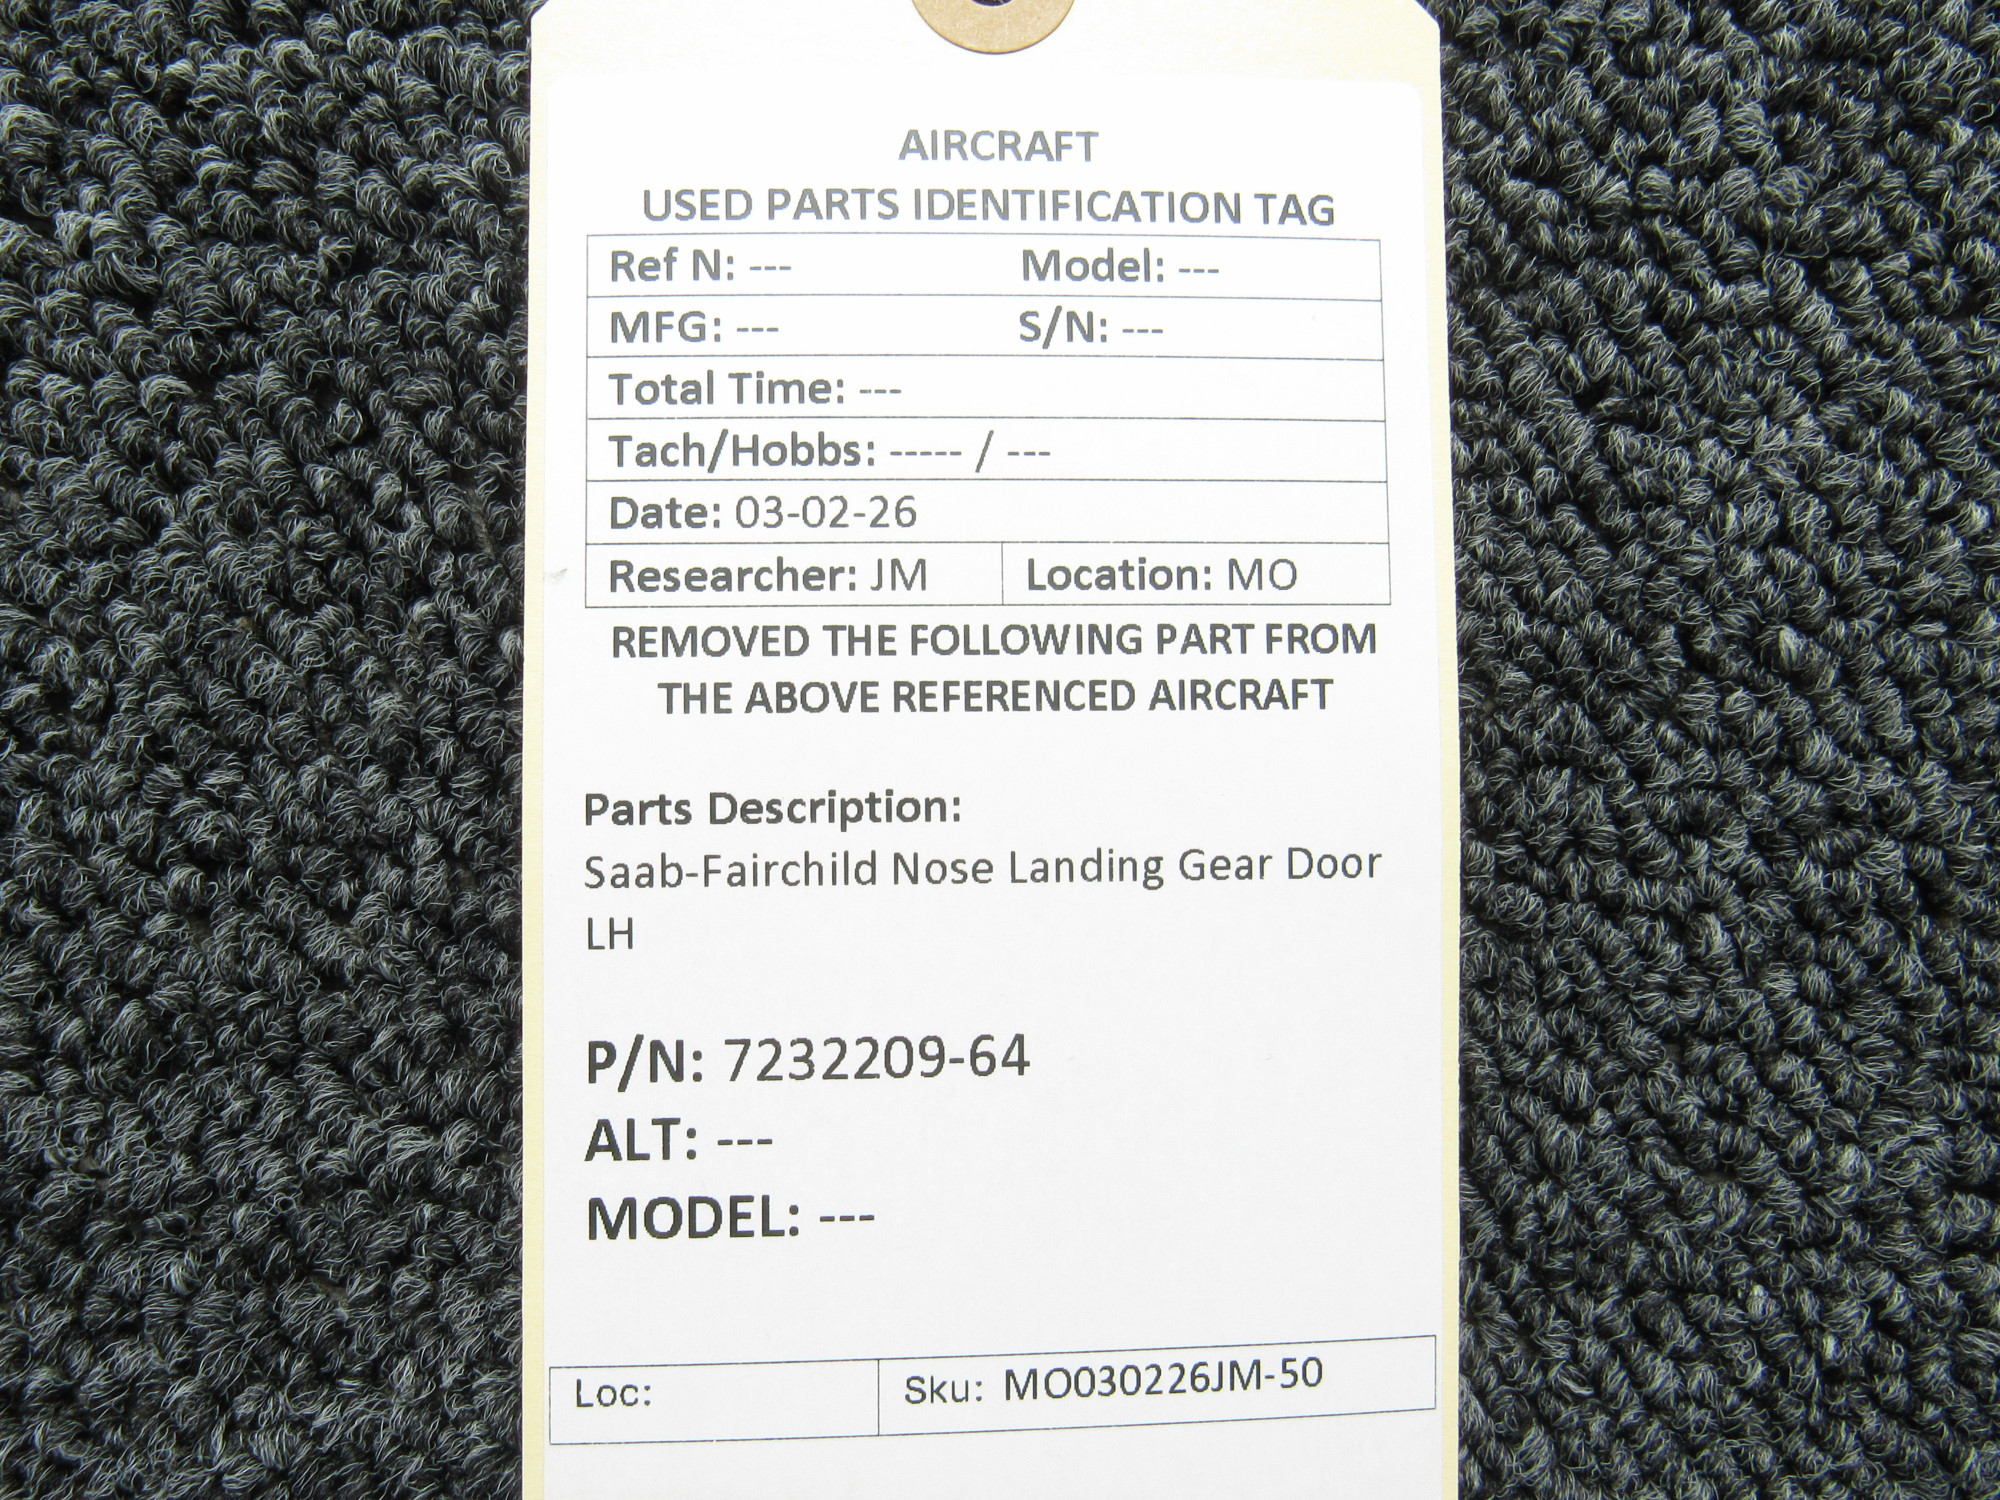 AIRCRAFT
USED PARTS IDENTIFICATION TAG
Ref N: --- Model: ---
MFG: --- S/N: ---
Total Time: ---
Tach/Hobbs: ----- / ---
Date: 03-02-26
Researcher: JM Location: MO
REMOVED THE FOLLOWING PART FROM
THE ABOVE REFERENCED AIRCRAFT
Parts Description:
Saab-Fairchild Nose Landing Gear Door
LH
P/N: 7232209-64
ALT: ---
MODEL: ---
Loc: Sku: MO030226JM-50